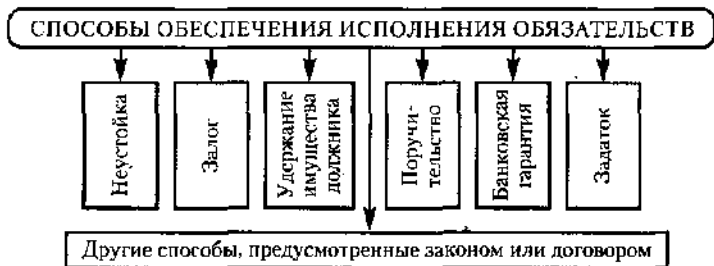 СПОСОБЫ ОБЕСПЕЧЕНИЯ ИСПОЛНЕНИЯ ОБЯЗАТЕЛЬСТВ
Неустойка
Залог
Удержание
имущества
должника
Поручи-
тельство
Банковская
гарантия
Задаток
Другие способы, предусмотренные законом или договором